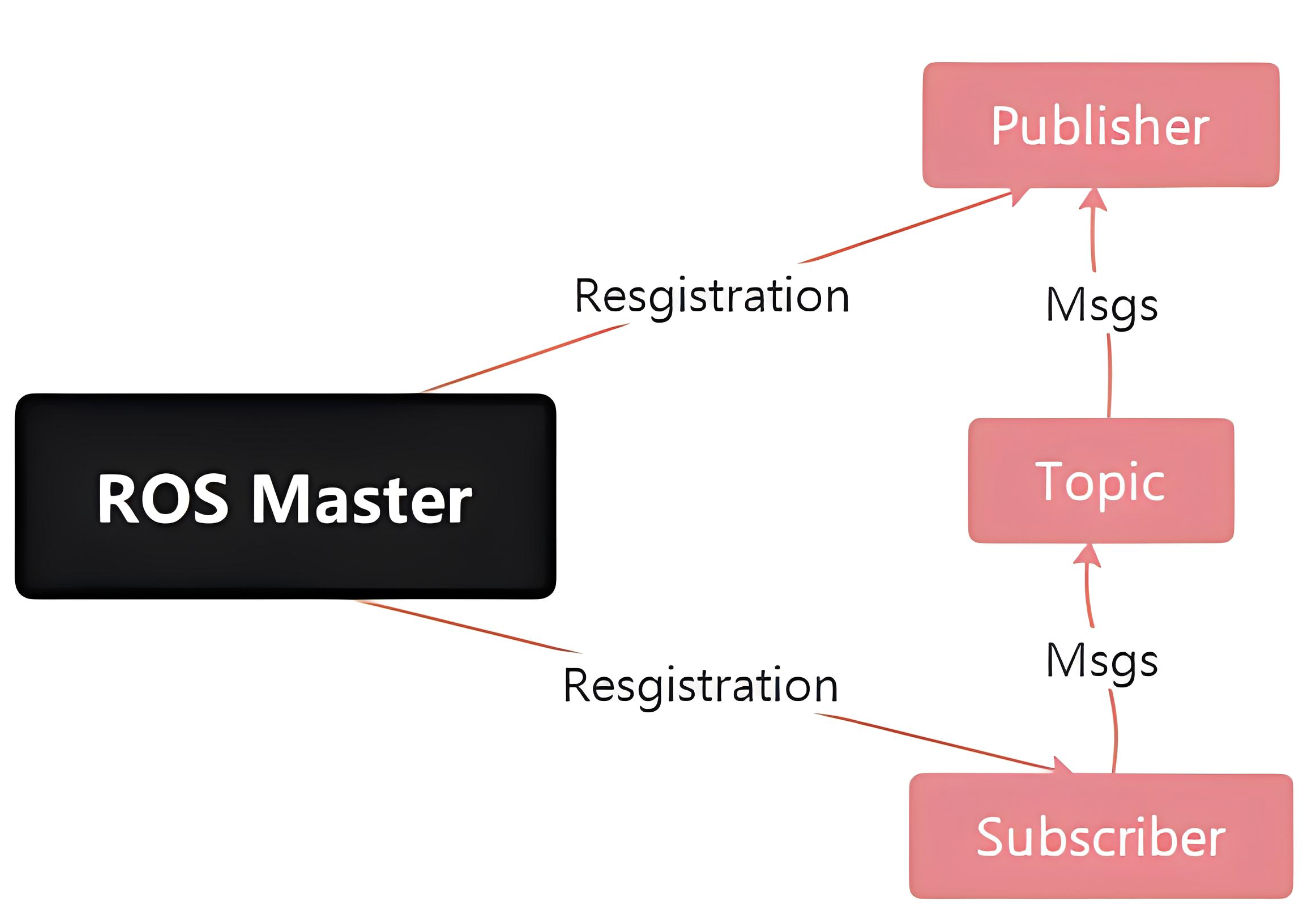 Publisher
Resgistration
Msgs
ROS Master
Topic
Resgistration
Msgs
Subscriber